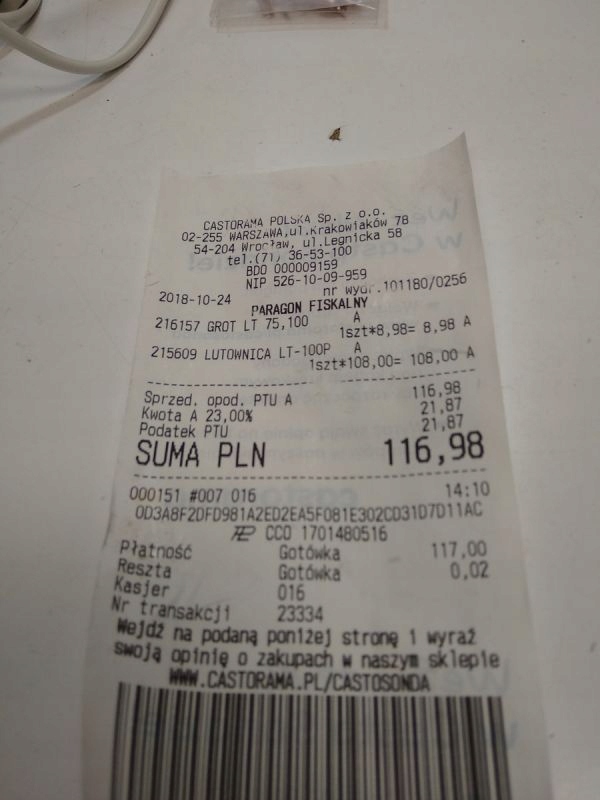 CASTORAMA POLSKA Sp. z o.o.
02-255 WARSZAWA,ul.Krakowiaków 78
54-204 Wrocław, ul.Legnicka 58
tel.(71) 36-53-100
BDO 000009159
NIP 526-10-09-959
2018-10-24 nr wydr.101180/0256
PARAGON FISKALNY
216157 GROT LT 75,100 A
1szt*8,98= 8,98 A
215609 LUTOWNICA LT-100P A
1szt*108,00= 108,00 A
Sprzed. opod. PTU A 116,98
Kwota A 23,00% 21,87
Podatek PTU 21,87
SUMA PLN 116,98
000151 #007 016 14:10
0D3A8F2DFD981A2ED2EA5F081E302CD31D7D11AC
CCO 1701480516
Płatność Gotówka 117,00
Reszta Gotówka 0,02
Kasjer 016
Nr transakcji 23334
Wejdź na podaną poniżej stronę i wyraź
swoją opinię o zakupach w naszym sklepie
WWW.CASTORAMA.PL/CASTOSONDA